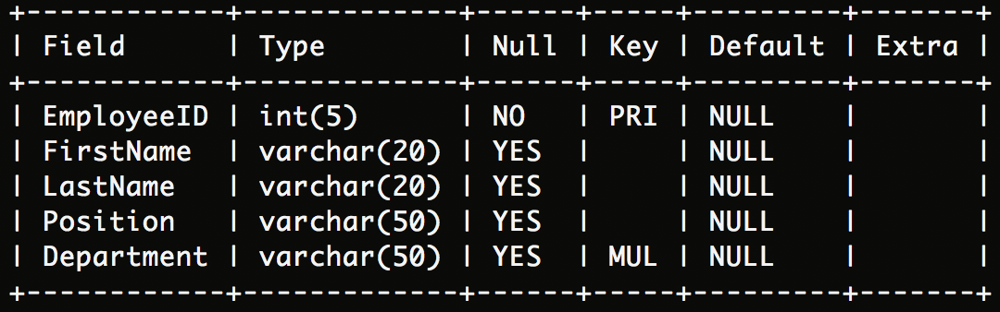 +------------+-------------+------+-----+---------+-------+
| Field      | Type        | Null | Key | Default | Extra |
+------------+-------------+------+-----+---------+-------+
| EmployeeID | int(5)      | NO   | PRI | NULL    |       |
| FirstName  | varchar(20) | YES  |     | NULL    |       |
| LastName   | varchar(20) | YES  |     | NULL    |       |
| Position   | varchar(50) | YES  |     | NULL    |       |
| Department | varchar(50) | YES  | MUL | NULL    |       |
+------------+-------------+------+-----+---------+-------+